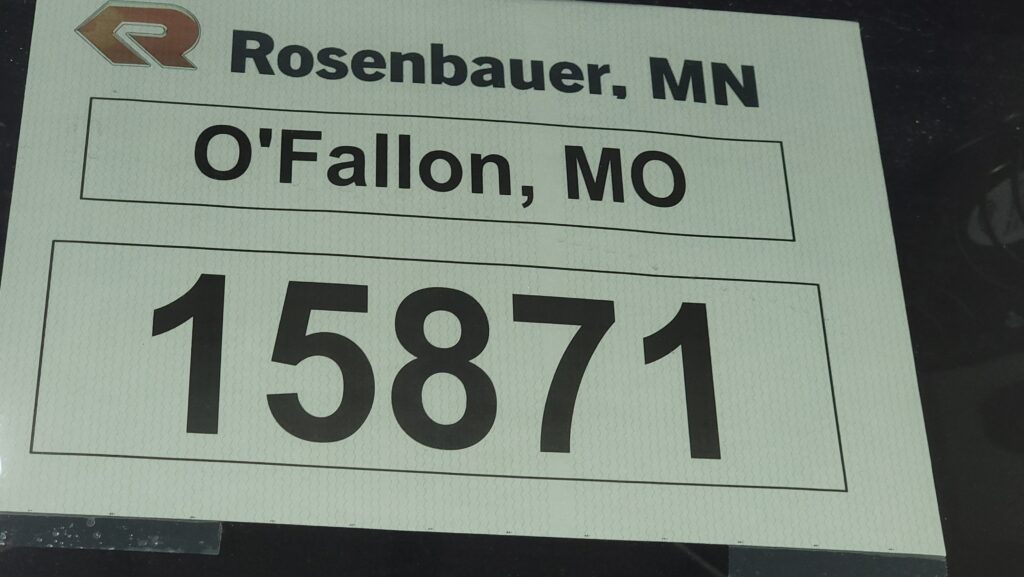 Rosenbauer, MN
O'Fallon, MO
15871